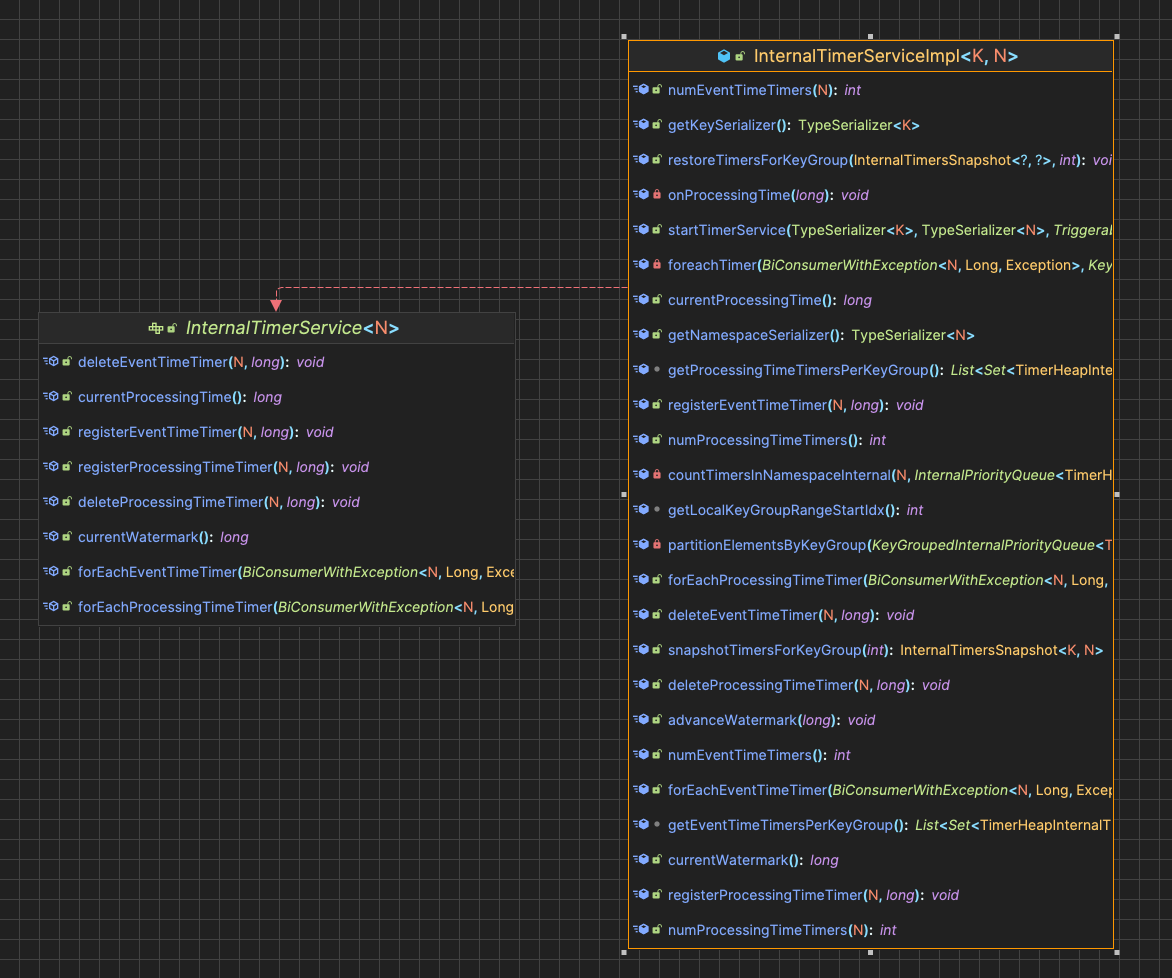 InternalTimerService<N>
deleteEventTimeTimer(N, long): void
currentProcessingTime(): long
registerEventTimeTimer(N, long): void
registerProcessingTimeTimer(N, long): void
deleteProcessingTimeTimer(N, long): void
currentWatermark(): long
forEachEventTimeTimer(BiConsumerWithException<N, Long, Exce
forEachProcessingTimeTimer(BiConsumerWithException<N, Long
InternalTimerServiceImpl<K, N>
numEventTimeTimers(N): int
getKeySerializer(): TypeSerializer<K>
restoreTimersForKeyGroup(InternalTimersSnapshot<?, ?>, int): voi
onProcessingTime(long): void
startTimerService(TypeSerializer<K>, TypeSerializer<N>, Triggeral
foreachTimer(BiConsumerWithException<N, Long, Exception>, Key
currentProcessingTime(): long
getNamespaceSerializer(): TypeSerializer<N>
getProcessingTimeTimersPerKeyGroup(): List<Set<TimerHeapInte
registerEventTimeTimer(N, long): void
numProcessingTimeTimers(): int
countTimersInNamespaceInternal(N, InternalPriorityQueue<TimerH
getLocalKeyGroupRangeStartIdx(): int
partitionElementsByKeyGroup(KeyGroupedInternalPriorityQueue<T
forEachProcessingTimeTimer(BiConsumerWithException<N, Long,
deleteEventTimeTimer(N, long): void
snapshotTimersForKeyGroup(int): InternalTimersSnapshot<K, N>
deleteProcessingTimeTimer(N, long): void
advanceWatermark(long): void
numEventTimeTimers(): int
forEachEventTimeTimer(BiConsumerWithException<N, Long, Excep
getEventTimeTimersPerKeyGroup(): List<Set<TimerHeapInternalT
currentWatermark(): long
registerProcessingTimeTimer(N, long): void
numProcessingTimeTimers(N): int